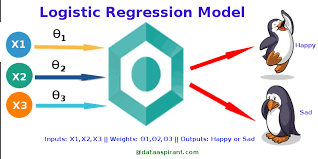 Logistic Regression Model
X1
Θ1
X2
Θ2
X3
Θ3
Happy
Sad
Inputs: X1,X2,X3 || Weights: Θ1,Θ2,Θ3 || Outputs: Happy or Sad
@dataaspirant.com